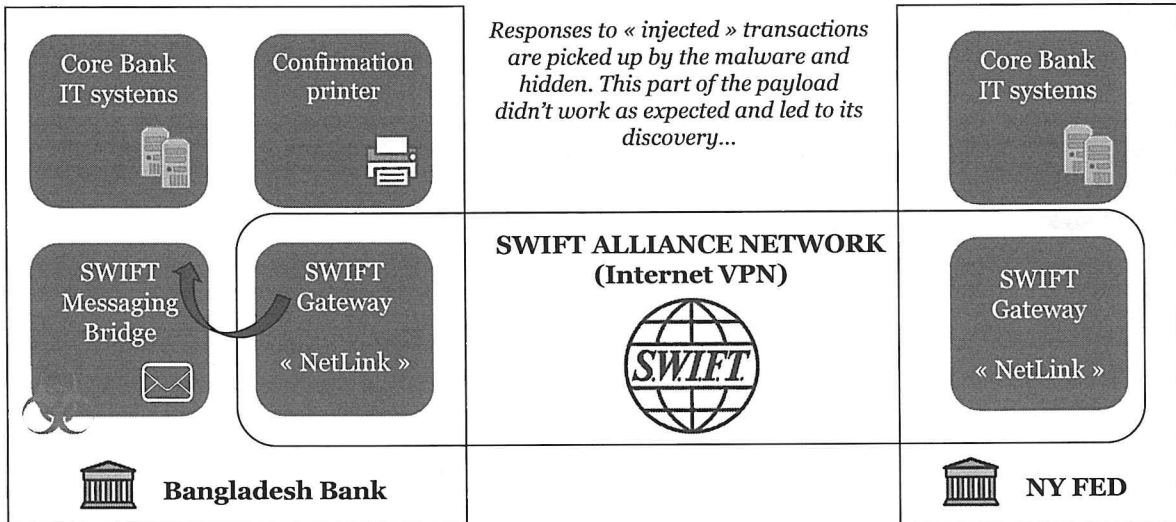 Core Bank
IT systems
Confirmation
printer
Responses to « injected » transactions
are picked up by the malware and
hidden. This part of the payload
didn't work as expected and led to its
discovery...
Core Bank
IT systems
SWIFT
Messaging
Bridge
SWIFT
Gateway
« NetLink »
SWIFT ALLIANCE NETWORK
(Internet VPN)
S.W.I.F.T.
SWIFT
Gateway
« NetLink »
Bangladesh Bank
NY FED